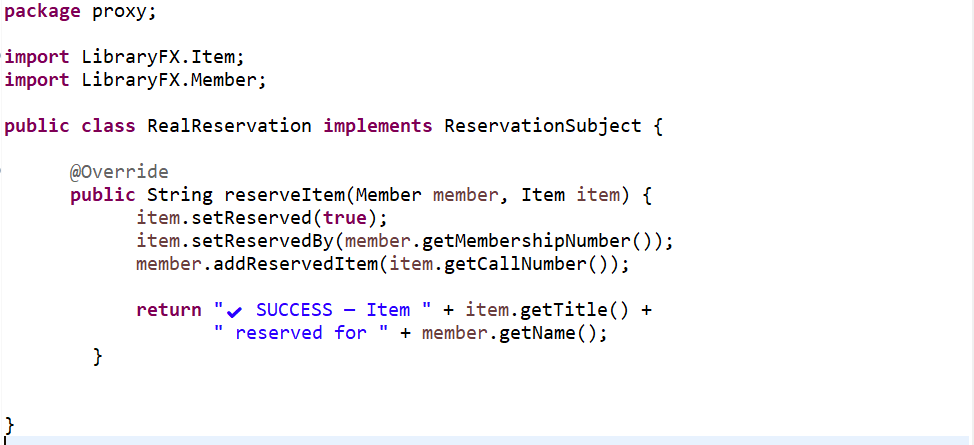 package proxy;
import LibraryFX.Item;
import LibraryFX.Member;
public class RealReservation implements ReservationSubject {
@Override
public String reserveItem(Member member, Item item) {
item.setReserved(true);
item.setReservedBy(member.getMembershipNumber());
member.addReservedItem(item.getCallNumber());
return "✔ SUCCESS — Item " + item.getTitle() +
" reserved for " + member.getName();
}
}